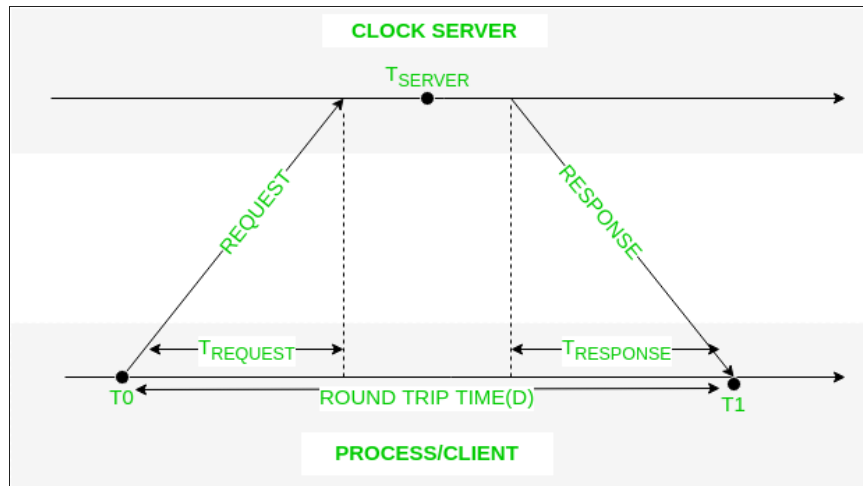 CLOCK SERVER
TSERVER
REQUEST
RESPONSE
TREQUEST
TRESPONSE
T0
ROUND TRIP TIME(D)
T1
PROCESS/CLIENT